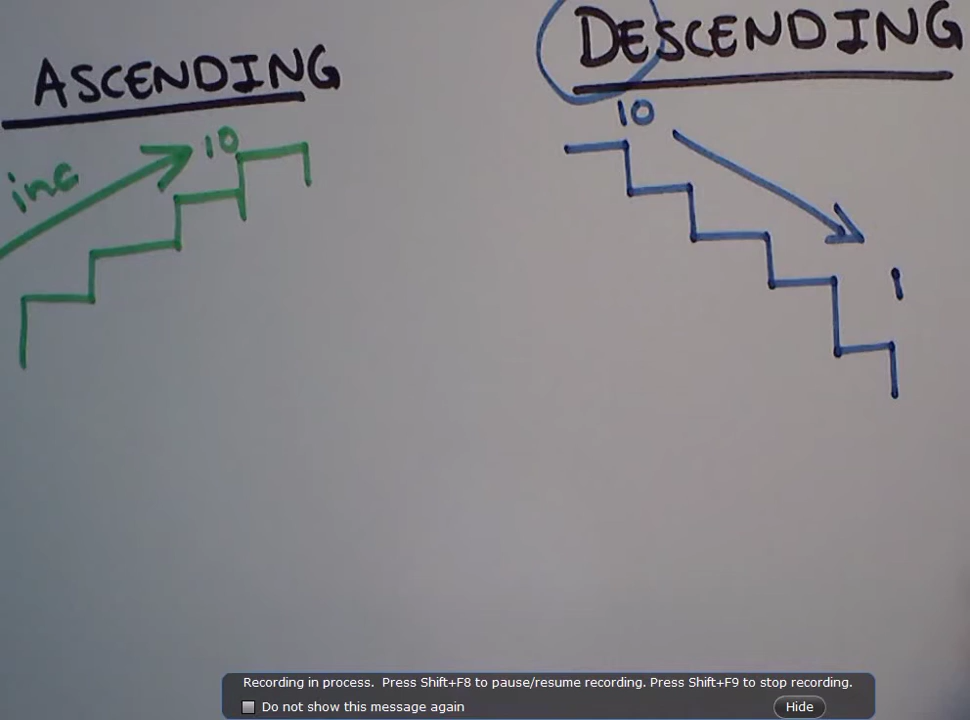 ASCENDING
inc
10
DESCENDING
10
1
Recording in process. Press Shift+F8 to pause/resume recording. Press Shift+F9 to stop recording.
Do not show this message again
Hide